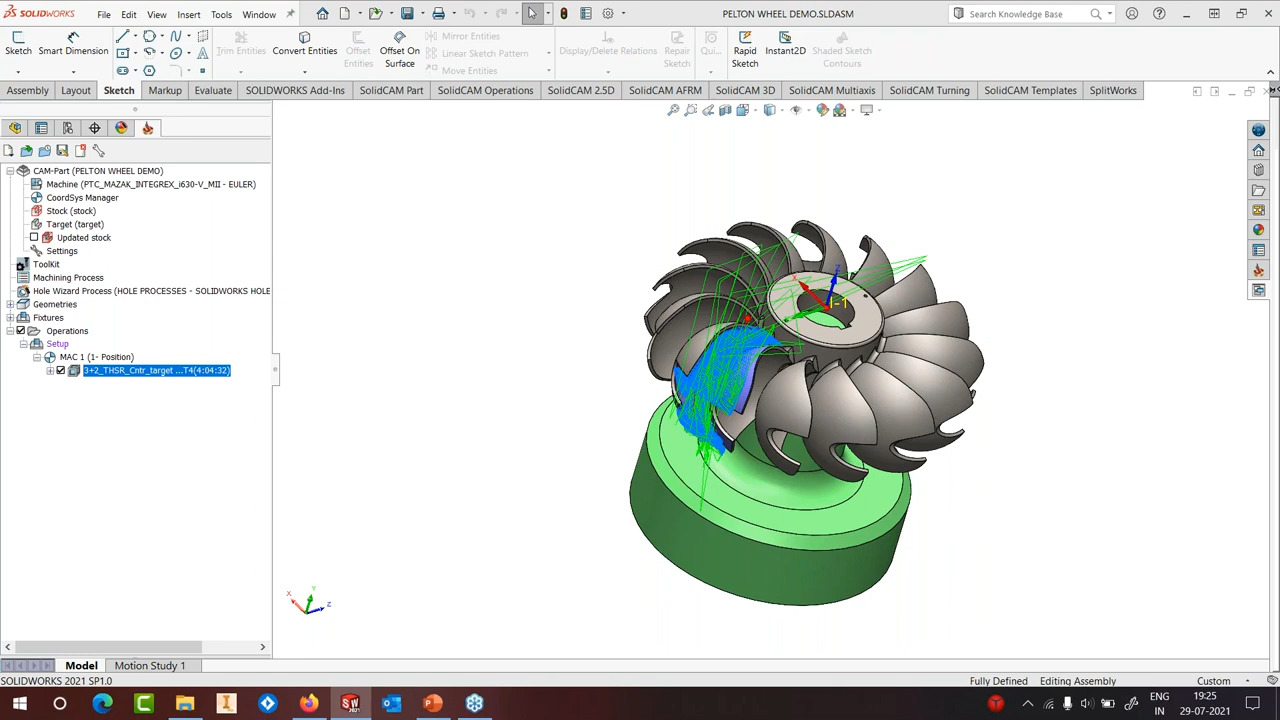 SOLIDWORKS File Edit View Insert Tools Window PELTON WHEEL DEMO.SLDASM Search Knowledge Base
Sketch Smart Dimension Trim Entities Convert Entities Offset Entities Offset On Surface Mirror Entities Linear Sketch Pattern Move Entities Display/Delete Relations Repair Sketch Qui... Rapid Sketch Instant2D Shaded Sketch Contours
Assembly Layout Sketch Markup Evaluate SOLIDWORKS Add-Ins SolidCAM Part SolidCAM Operations SolidCAM 2.5D SolidCAM AFRM SolidCAM 3D SolidCAM Multiaxis SolidCAM Turning SolidCAM Templates SplitWorks
CAM-Part (PELTON WHEEL DEMO)
Machine (PTC_MAZAK_INTEGREX_i630-V_MII - EULER)
CoordSys Manager
Stock (stock)
Target (target)
Updated stock
Settings
ToolKit
Machining Process
Hole Wizard Process (HOLE PROCESSES - SOLIDWORKS HOLE
Geometries
Fixtures
Operations
Setup
MAC 1 (1- Position)
3+2_THSR_Cntr_target ...T4(4:04:32)
X Z
1-1
X Y Z
Model Motion Study 1
SOLIDWORKS 2021 SP1.0 Fully Defined Editing Assembly Custom
ENG 19:25
IN 29-07-2021